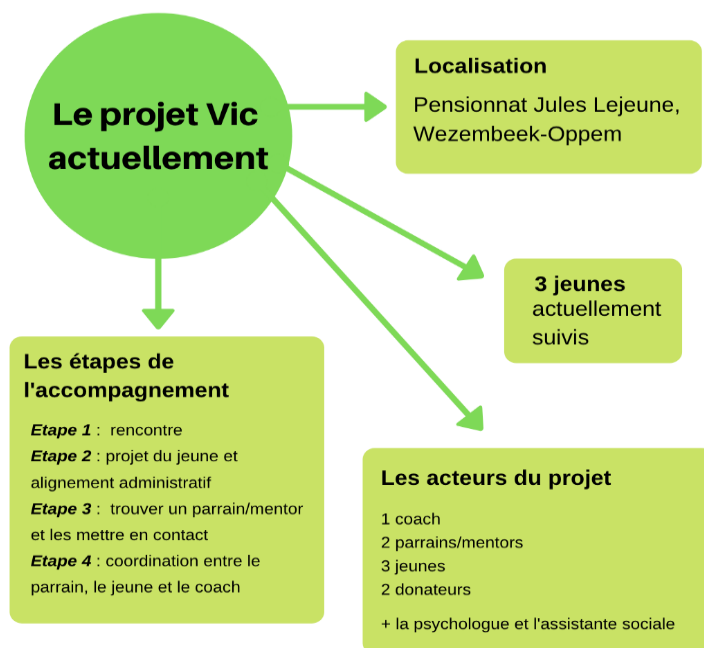 Le projet Vic
actuellement
Localisation
Pensionnat Jules Lejeune,
Wezembeek-Oppem
3 jeunes
actuellement
suivis
Les étapes de
l'accompagnement
Etape 1 : rencontre
Etape 2 : projet du jeune et
alignement administratif
Etape 3 : trouver un parrain/mentor
et les mettre en contact
Etape 4 : coordination entre le
parrain, le jeune et le coach
Les acteurs du projet
1 coach
2 parrains/mentors
3 jeunes
2 donateurs
+ la psychologue et l'assistante sociale